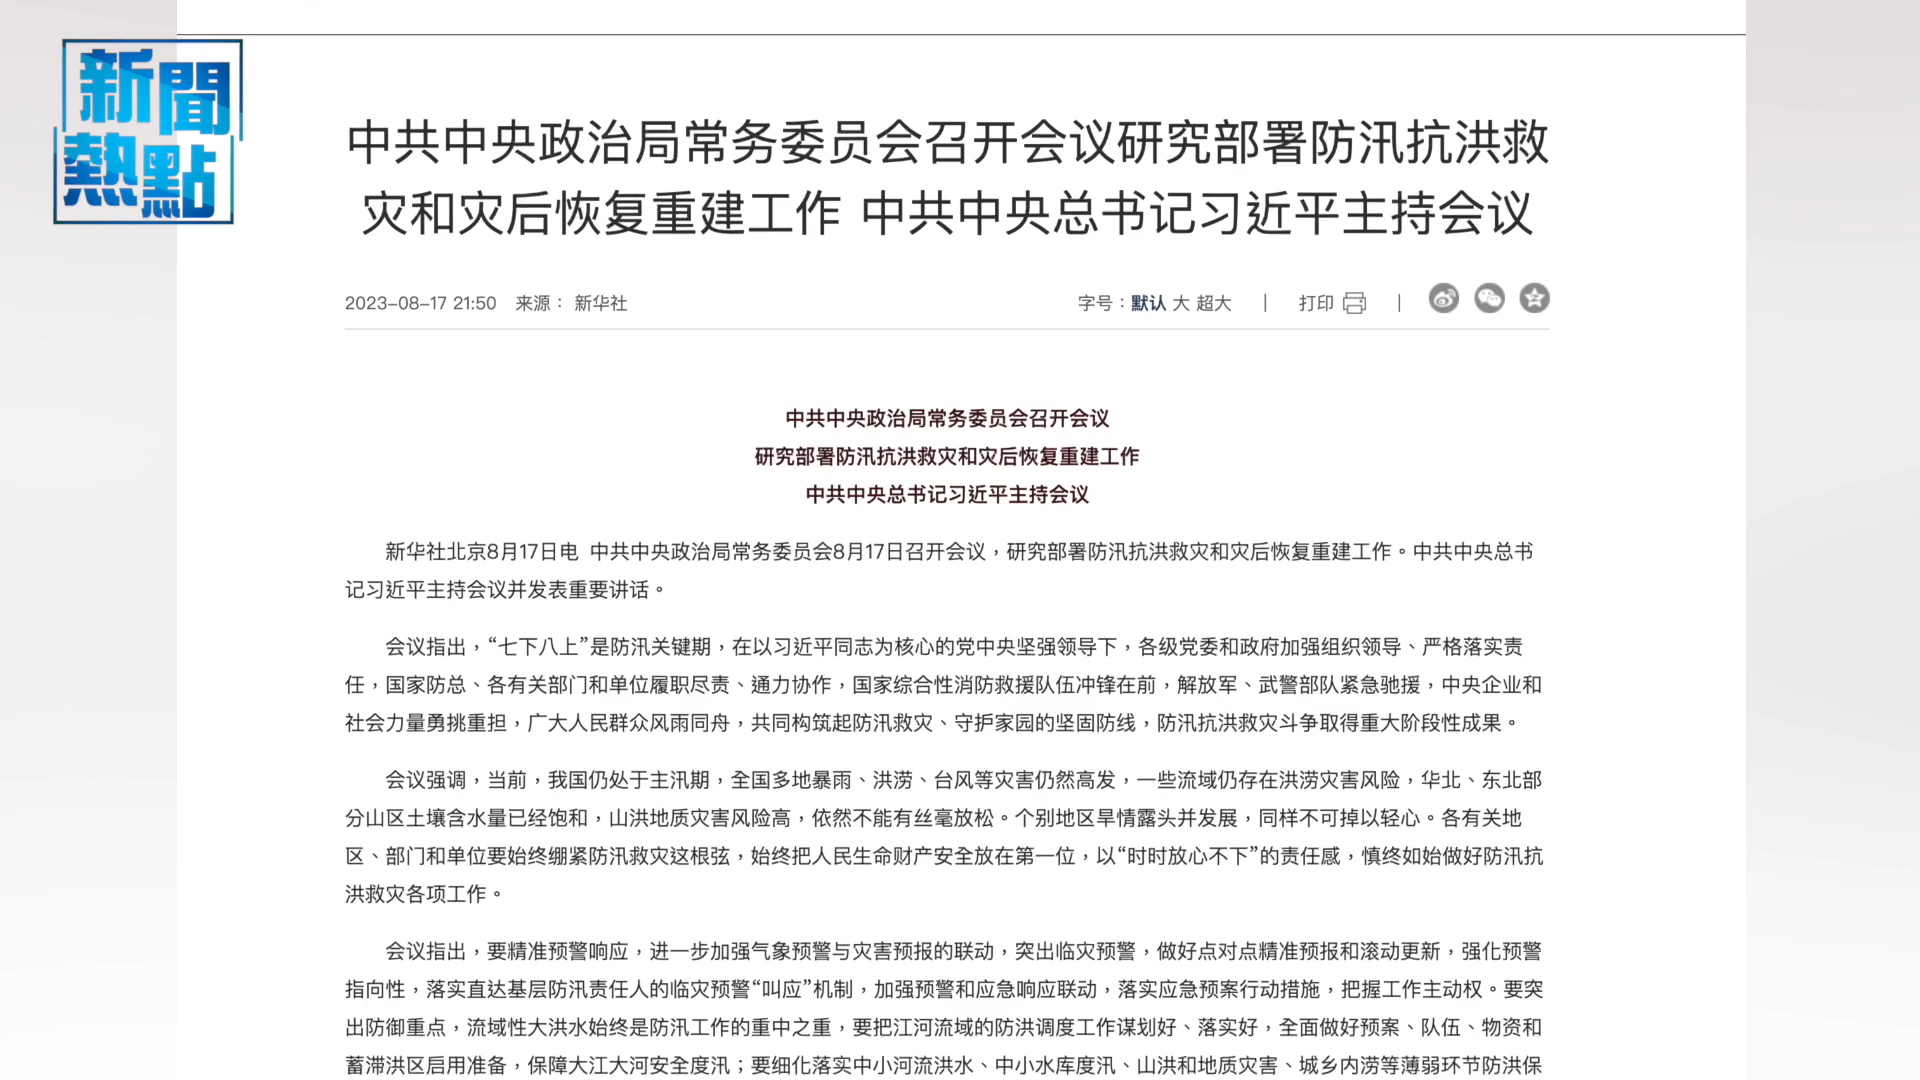 新聞
熱點
中共中央政治局常务委员会召开会议研究部署防汛抗洪救
灾和灾后恢复重建工作 中共中央总书记习近平主持会议
2023-08-17 21:50 来源： 新华社
字号：默认 大 超大 | 打印 |
中共中央政治局常务委员会召开会议
研究部署防汛抗洪救灾和灾后恢复重建工作
中共中央总书记习近平主持会议
新华社北京8月17日电 中共中央政治局常务委员会8月17日召开会议，研究部署防汛抗洪救灾和灾后恢复重建工作。中共中央总书
记习近平主持会议并发表重要讲话。
会议指出，“七下八上”是防汛关键期，在以习近平同志为核心的党中央坚强领导下，各级党委和政府加强组织领导、严格落实责
任，国家防总、各有关部门和单位履职尽责、通力协作，国家综合性消防救援队伍冲锋在前，解放军、武警部队紧急驰援，中央企业和
社会力量勇挑重担，广大人民群众风雨同舟，共同构筑起防汛救灾、守护家园的坚固防线，防汛抗洪救灾斗争取得重大阶段性成果。
会议强调，当前，我国仍处于主汛期，全国多地暴雨、洪涝、台风等灾害仍然高发，一些流域仍存在洪涝灾害风险，华北、东北部
分山区土壤含水量已经饱和，山洪地质灾害风险高，依然不能有丝毫放松。个别地区旱情露头并发展，同样不可掉以轻心。各有关地
区、部门和单位要始终绷紧防汛救灾这根弦，始终把人民生命财产安全放在第一位，以“时时放心不下”的责任感，慎终如始做好防汛抗
洪救灾各项工作。
会议指出，要精准预警响应，进一步加强气象预警与灾害预报的联动，突出临灾预警，做好点对点精准预报和滚动更新，强化预警
指向性，落实直达基层防汛责任人的临灾预警“叫应”机制，加强预警和应急响应联动，落实应急预案行动措施，把握工作主动权。要突
出防御重点，流域性大洪水始终是防汛工作的重中之重，要把江河流域的防洪调度工作谋划好、落实好，全面做好预案、队伍、物资和
蓄滞洪区启用准备，保障大江大河安全度汛；要细化落实中小河流洪水、中小水库度汛、山洪和地质灾害、城乡内涝等薄弱环节防洪保